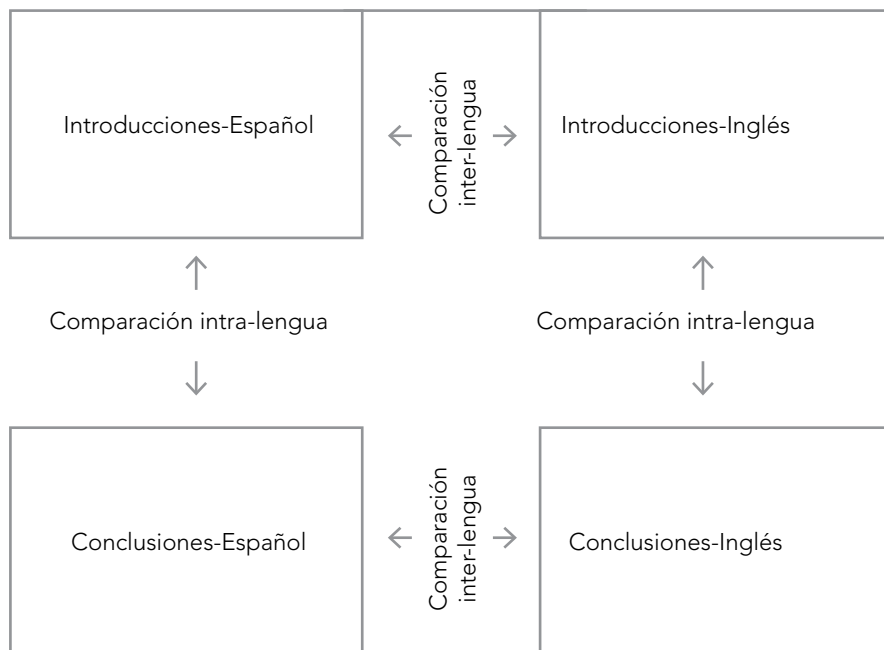 Introducciones-Español
Comparación
inter-lengua
Introducciones-Inglés
Comparación intra-lengua
Comparación intra-lengua
Conclusiones-Español
Comparación
inter-lengua
Conclusiones-Inglés